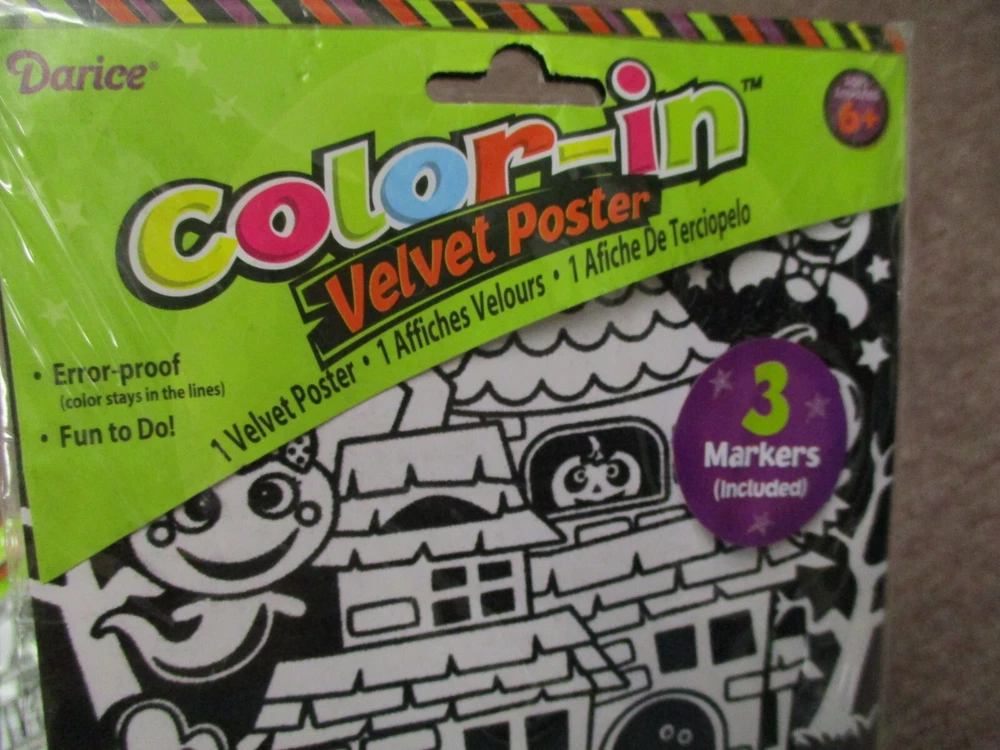 Darice®
6+
color-in™
Velvet Poster
1 Velvet Poster • 1 Affiches Velours • 1 Afiche De Terciopelo
• Error-proof
(color stays in the lines)
• Fun to Do!
3
Markers
(Included)